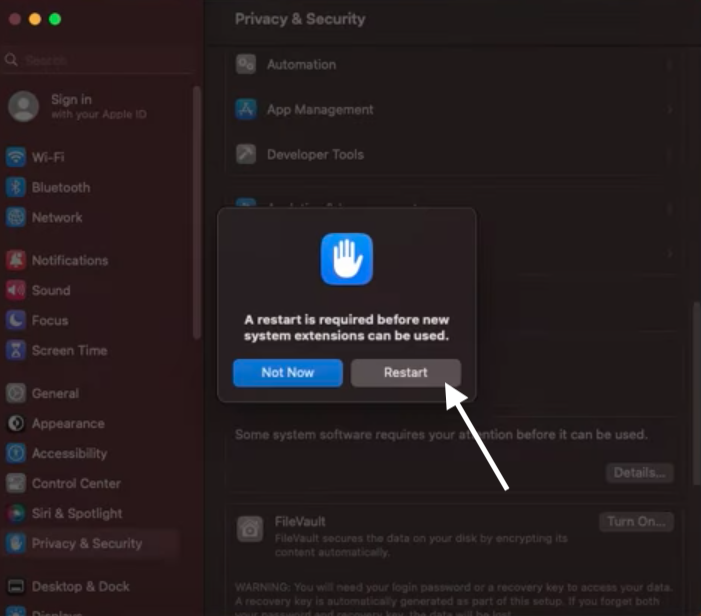 Privacy & Security
Search
Sign in
with your Apple ID
Wi-Fi
Bluetooth
Network
Notifications
Sound
Focus
Screen Time
General
Appearance
Accessibility
Control Center
Siri & Spotlight
Privacy & Security
Desktop & Dock
Displays
Automation
App Management
Developer Tools
A restart is required before new
system extensions can be used.
Not Now
Restart
Some system software requires your attention before it can be used.
Details...
FileVault
Turn On...
FileVault secures the data on your disk by encrypting its
content automatically.
WARNING: You will need your login password or a recovery key to access your data.
A recovery key is automatically generated as part of this setup. If you forget both
your password and recovery key, the data will be lost.